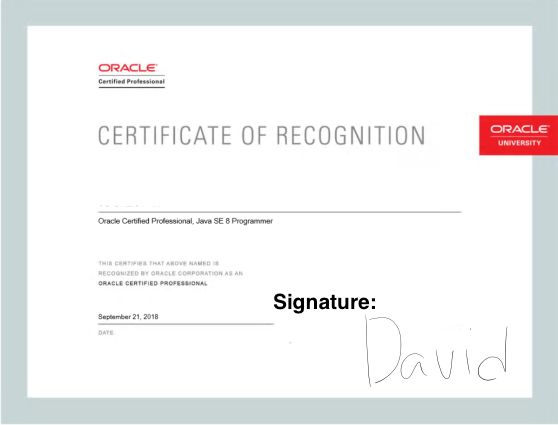 ORACLE
Certified Professional
CERTIFICATE OF RECOGNITION
ORACLE
UNIVERSITY
Oracle Certified Professional, Java SE 8 Programmer
THIS CERTIFIES THAT ABOVE NAMED IS
RECOGNIZED BY ORACLE CORPORATION AS AN
ORACLE CERTIFIED PROFESSIONAL
Signature:
September 21, 2018
DATE
David